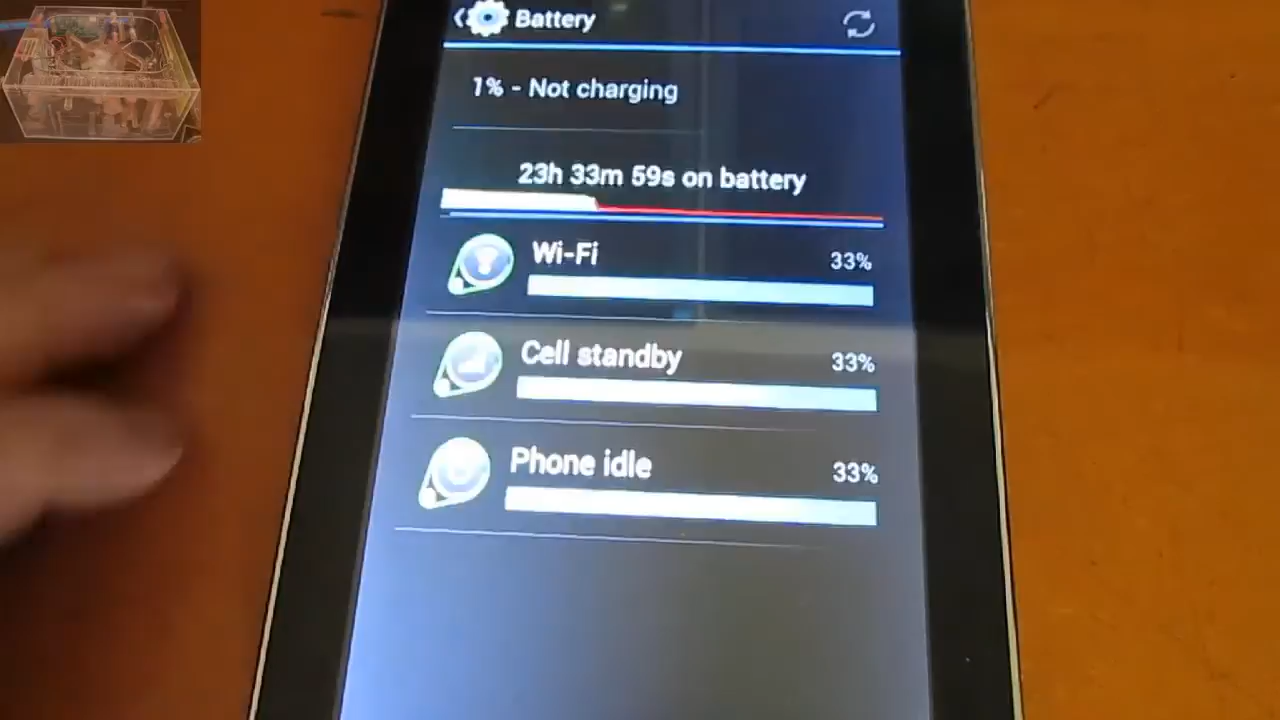 Battery
1% - Not charging
23h 33m 59s on battery
Wi-Fi 33%
Cell standby 33%
Phone idle 33%